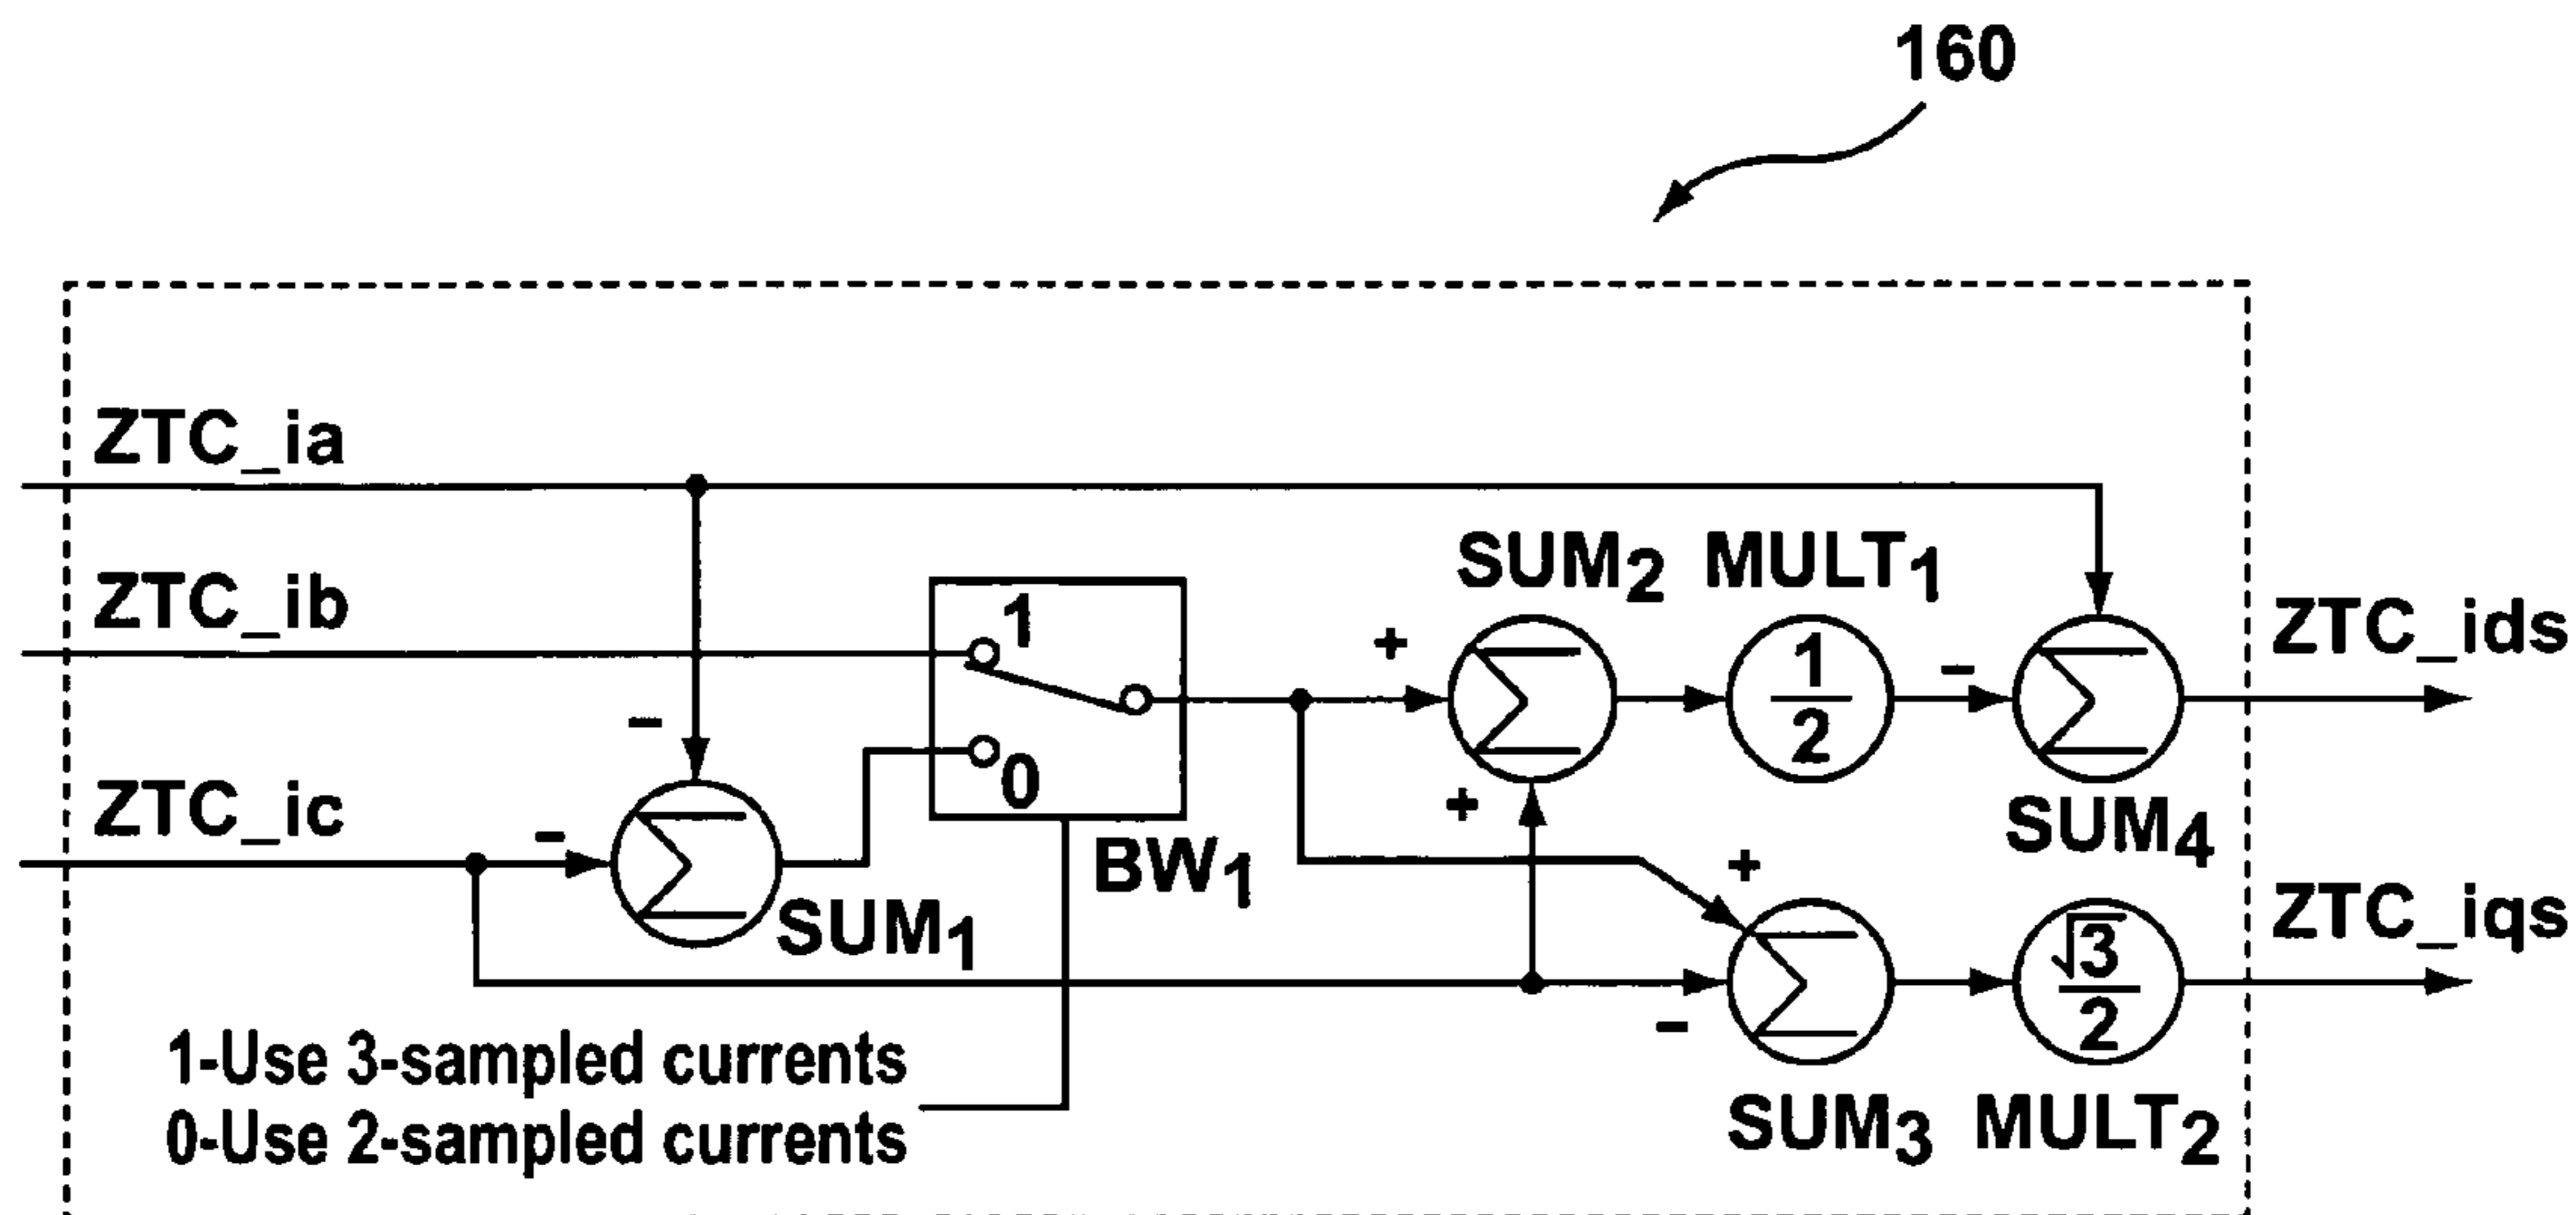 160
ZTC_ia
ZTC_ib
ZTC_ic
-
-
SUM1
1
0
BW1
1-Use 3-sampled currents
0-Use 2-sampled currents
SUM2 MULT1
+
+
1
2
-
SUM4
+
-
SUM3 MULT2
√3
2
ZTC_ids
ZTC_iqs